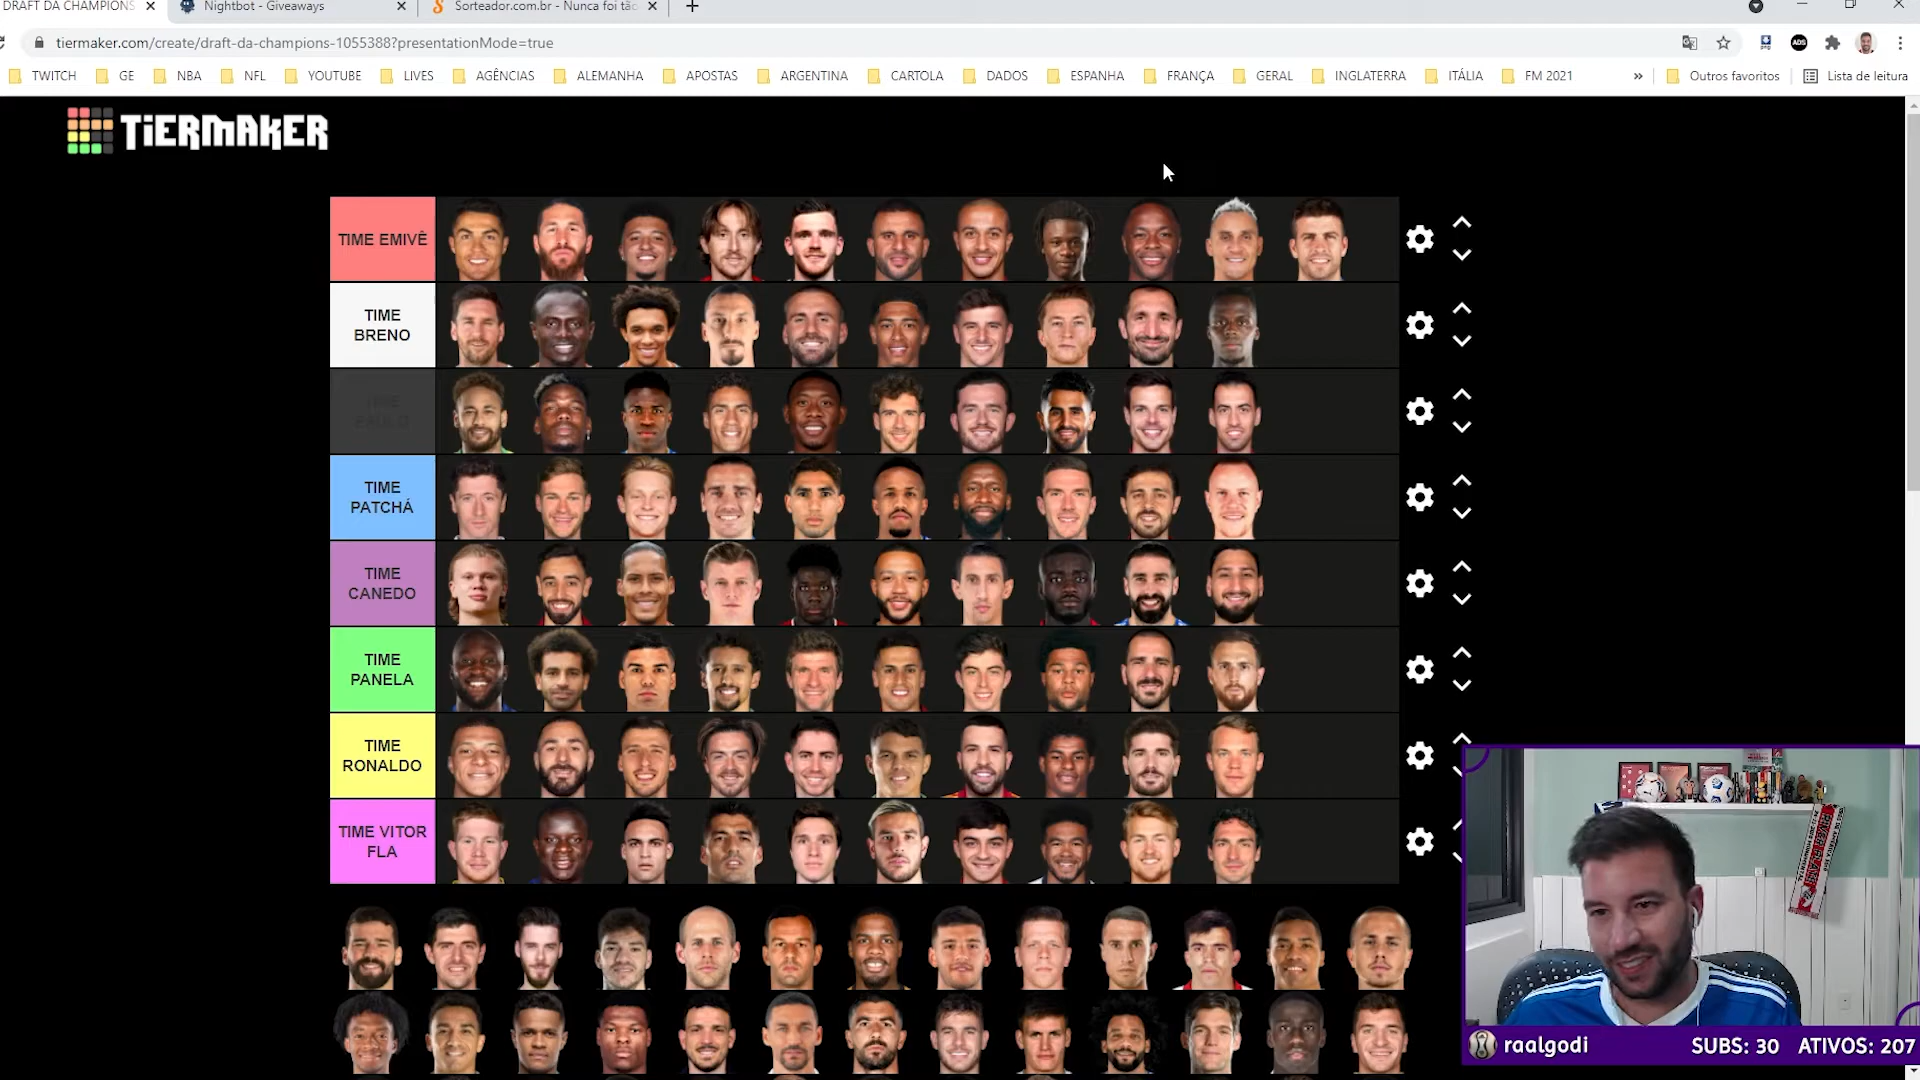 DRAFT DA CHAMPIONS
Nightbot - Giveaways
Sorteador.com.br - Nunca foi tão
tiermaker.com/create/draft-da-champions-1055388?presentationMode=true
ADS
TWITCH
GE
NBA
NFL
YOUTUBE
LIVES
AGÊNCIAS
ALEMANHA
APOSTAS
ARGENTINA
CARTOLA
DADOS
ESPANHA
FRANÇA
GERAL
INGLATERRA
ITÁLIA
FM 2021
Outros favoritos
Lista de leitura
TiERMAKER
TIME EMIVÊ
TIME
BRENO
TIME
PAULO
TIME
PATCHÁ
TIME
CANEDO
TIME
PANELA
TIME
RONALDO
TIME VITOR
FLA
raalgodi
SUBS: 30
ATIVOS: 207